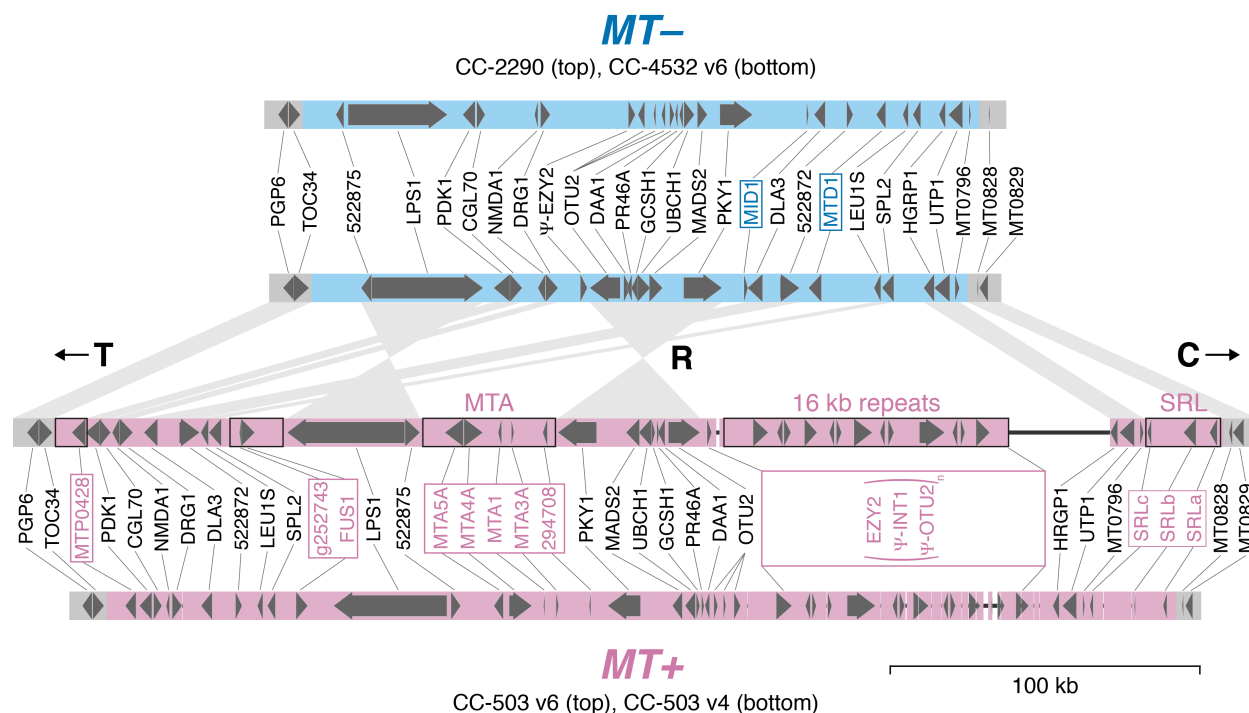 MT–
CC-2290 (top), CC-4532 v6 (bottom)
PGP6
TOC34
522875
LPS1
PDK1
CGL70
NMDA1
DRG1
Ψ-EZY2
OTU2
DAA1
PR46A
GCSH1
UBCH1
MADS2
PKY1
MID1
DLA3
522872
MTD1
LEU1S
SPL2
HGRP1
UTP1
MT0796
MT0828
MT0829
T
R
C
MTA
16 kb repeats
SRL
PGP6
TOC34
MTP0428
PDK1
CGL70
NMDA1
DRG1
DLA3
522872
LEU1S
SPL2
g252743
FUS1
LPS1
522875
MTA5A
MTA4A
MTA1
MTA3A
294708
PKY1
MADS2
UBCH1
GCSH1
PR46A
DAA1
OTU2
EZY2
Ψ-INT1
Ψ-OTU2
n
HRGP1
UTP1
MT0796
SRLc
SRLb
SRLa
MT0828
MT0829
MT+
CC-503 v6 (top), CC-503 v4 (bottom)
100 kb